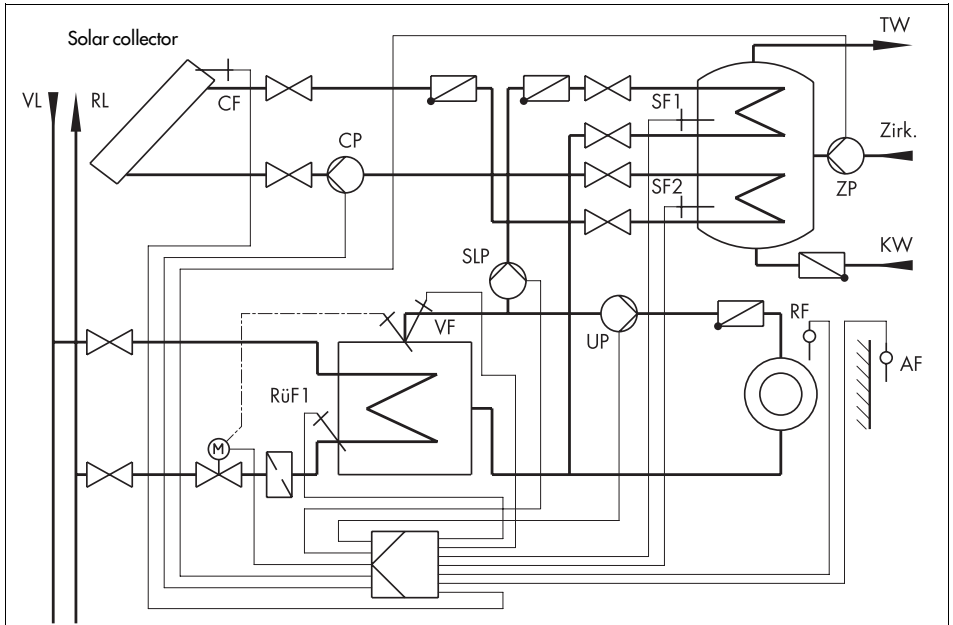 TW
Solar collector
VL
RL
CF
SF1
CP
Zirk.
ZP
SF2
KW
SLP
VF
UP
RF
AF
RüF1
M